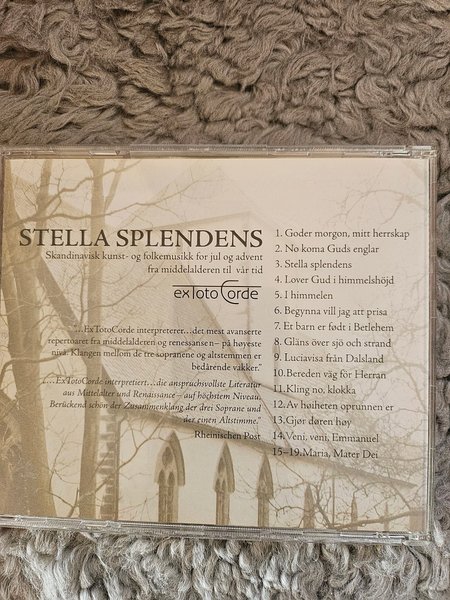 STELLA SPLENDENS
Skandinavisk kunst- og folkemusikk for jul og advent
fra middelalderen til vår tid
exTotoCorde
"...ExTotoCorde interpreterer...det mest avanserte
repertoaret fra middelalderen og renessansen– på høyeste
nivå. Klangen mellom de tre sopranene og altstemmen er
bedårende vakker."
"...ExTotoCorde interpretiert...die anspruchsvollste Literatur
aus Mittelalter und Renaissance – auf höchstem Niveau.
Berückend schön der Zusammenklang der drei Soprane und
der einen Altstimme."
Rheinischen Post
1. Goder morgon, mitt herrskap
2. No koma Guds englar
3. Stella splendens
4. Lover Gud i himmelshöjd
5. I himmelen
6. Begynna vill jag att prisa
7. Et barn er født i Betlehem
8. Gläns över sjö och strand
9. Luciavisa från Dalsland
10. Bereden väg för Herran
11. Kling no, klokka
12. Av høiheten oprunnen er
13. Gjør døren høy
14. Veni, veni, Emmanuel
15–19. Maria, Mater Dei